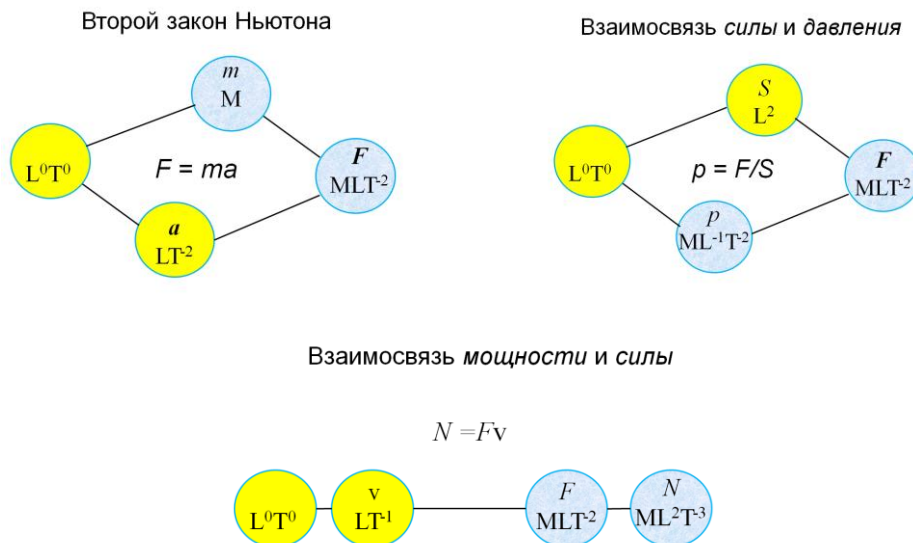 Второй закон Ньютона
m
M
L⁰T⁰
F = ma
F
MLT⁻²
a
LT⁻²
Взаимосвязь силы и давления
S
L²
L⁰T⁰
p = F/S
F
MLT⁻²
p
ML⁻¹T⁻²
Взаимосвязь мощности и силы
N =Fv
L⁰T⁰
v
LT⁻¹
F
MLT⁻²
N
ML²T⁻³